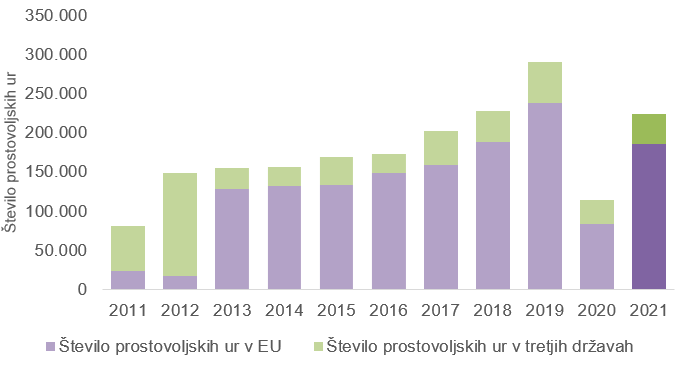 350.000
300.000
250.000
200.000
150.000
100.000
50.000
0
Število prostovoljskih ur
2011 2012 2013 2014 2015 2016 2017 2018 2019 2020 2021
Število prostovoljskih ur v EU Število prostovoljskih ur v tretjih državah